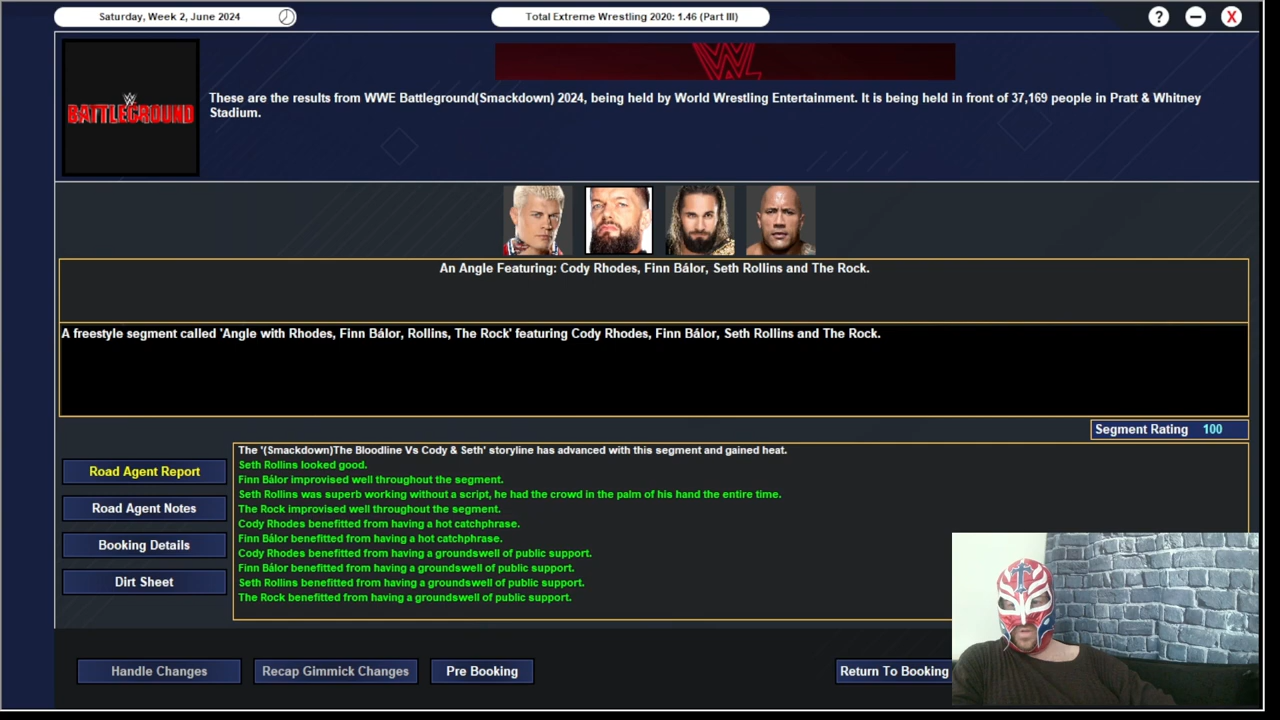 Saturday, Week 2, June 2024
Total Extreme Wrestling 2020: 1.46 (Part III)
?
X
W
BATTLEGROUND
These are the results from WWE Battleground(Smackdown) 2024, being held by World Wrestling Entertainment. It is being held in front of 37,169 people in Pratt & Whitney
Stadium.
An Angle Featuring: Cody Rhodes, Finn Bálor, Seth Rollins and The Rock.
A freestyle segment called 'Angle with Rhodes, Finn Bálor, Rollins, The Rock' featuring Cody Rhodes, Finn Bálor, Seth Rollins and The Rock.
Segment Rating 100
Road Agent Report
Road Agent Notes
Booking Details
Dirt Sheet
The '(Smackdown)The Bloodline Vs Cody & Seth' storyline has advanced with this segment and gained heat.
Seth Rollins looked good.
Finn Bálor improvised well throughout the segment.
Seth Rollins was superb working without a script, he had the crowd in the palm of his hand the entire time.
The Rock improvised well throughout the segment.
Cody Rhodes benefitted from having a hot catchphrase.
Finn Bálor benefitted from having a hot catchphrase.
Cody Rhodes benefitted from having a groundswell of public support.
Finn Bálor benefitted from having a groundswell of public support.
Seth Rollins benefitted from having a groundswell of public support.
The Rock benefitted from having a groundswell of public support.
Handle Changes
Recap Gimmick Changes
Pre Booking
Return To Booking